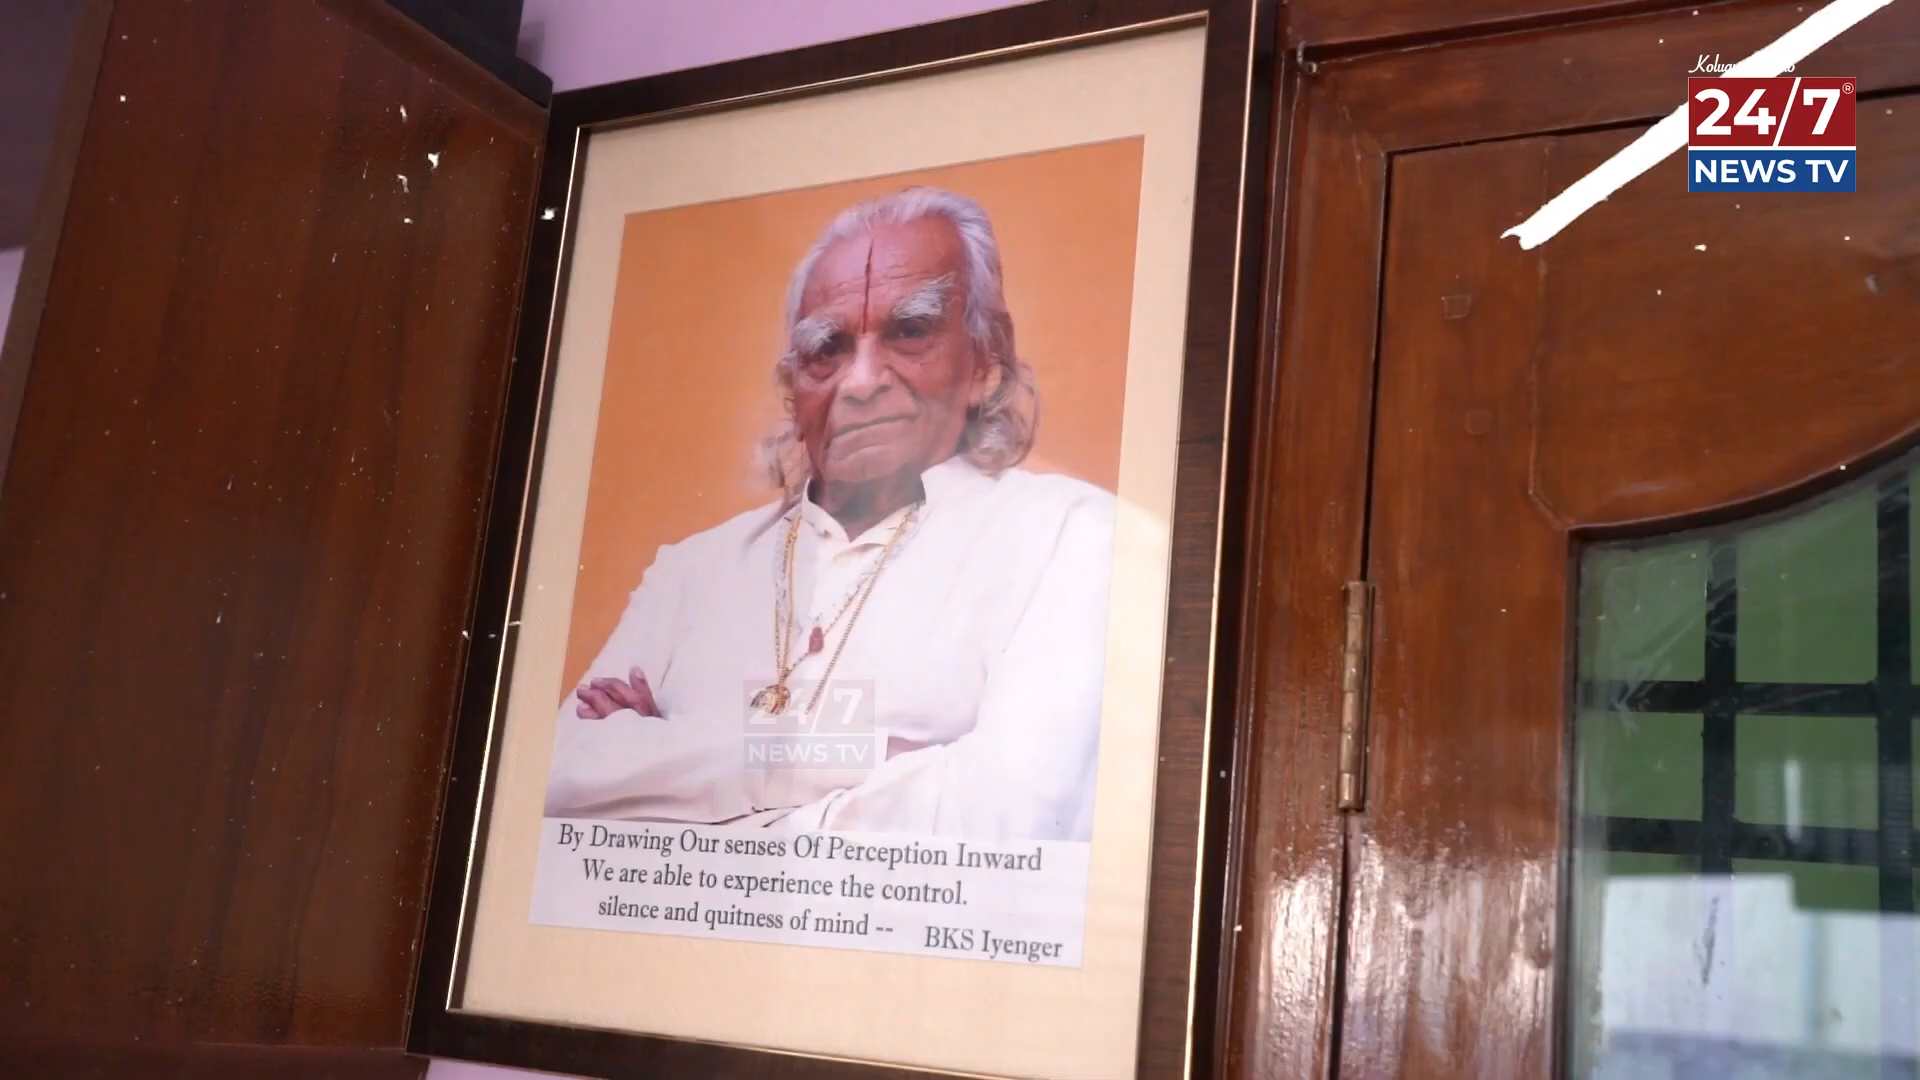 24/7®
NEWS TV
24/7
NEWS TV
By Drawing Our senses Of Perception Inward
We are able to experience the control.
silence and quitness of mind --
BKS Iyenger